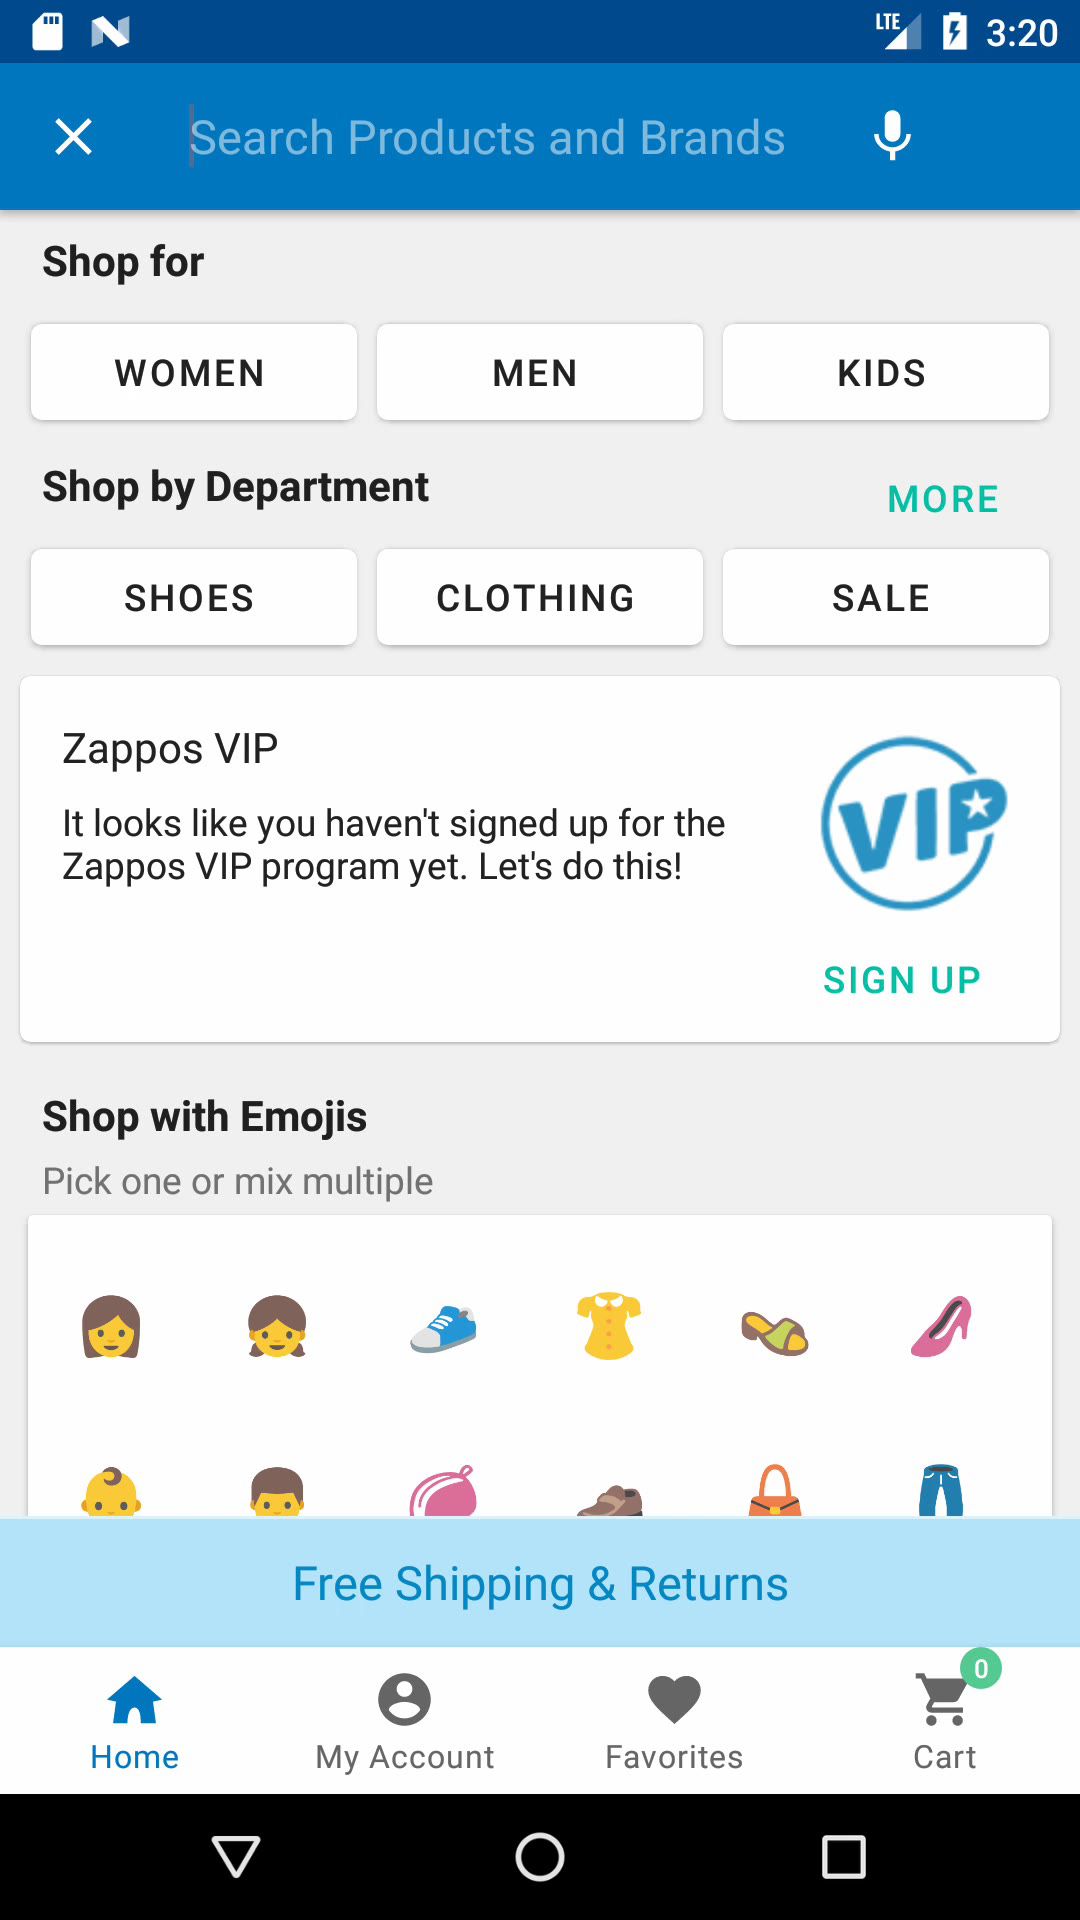 LTE 3:20
Search Products and Brands
Shop for
WOMEN MEN KIDS
Shop by Department MORE
SHOES CLOTHING SALE
Zappos VIP
It looks like you haven't signed up for the
Zappos VIP program yet. Let's do this!
VIP
SIGN UP
Shop with Emojis
Pick one or mix multiple
Free Shipping & Returns
0
Home My Account Favorites Cart